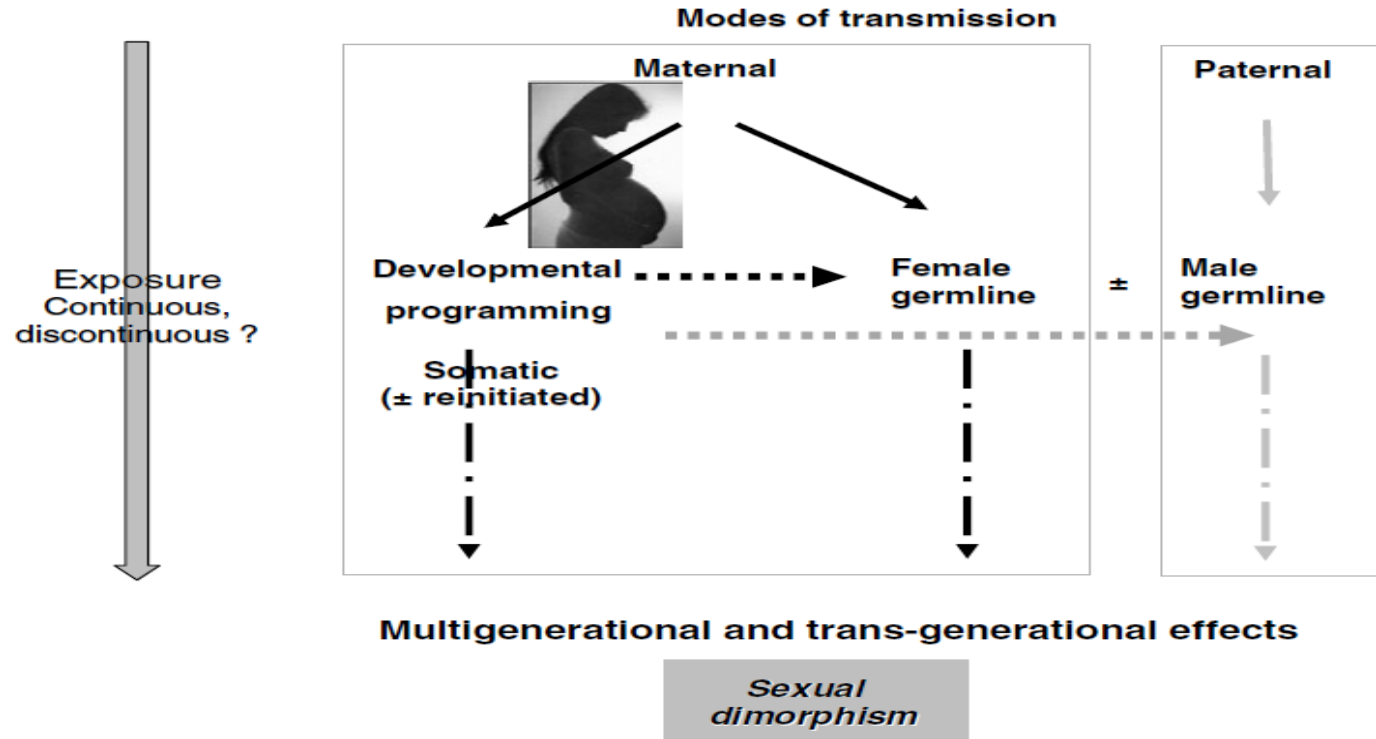 Modes of transmission
Maternal
Paternal
Exposure
Continuous,
discontinuous ?
Developmental
programming
Somatic
(± reinitiated)
Female
germline
±
Male
germline
Multigenerational and trans-generational effects
Sexual
dimorphism